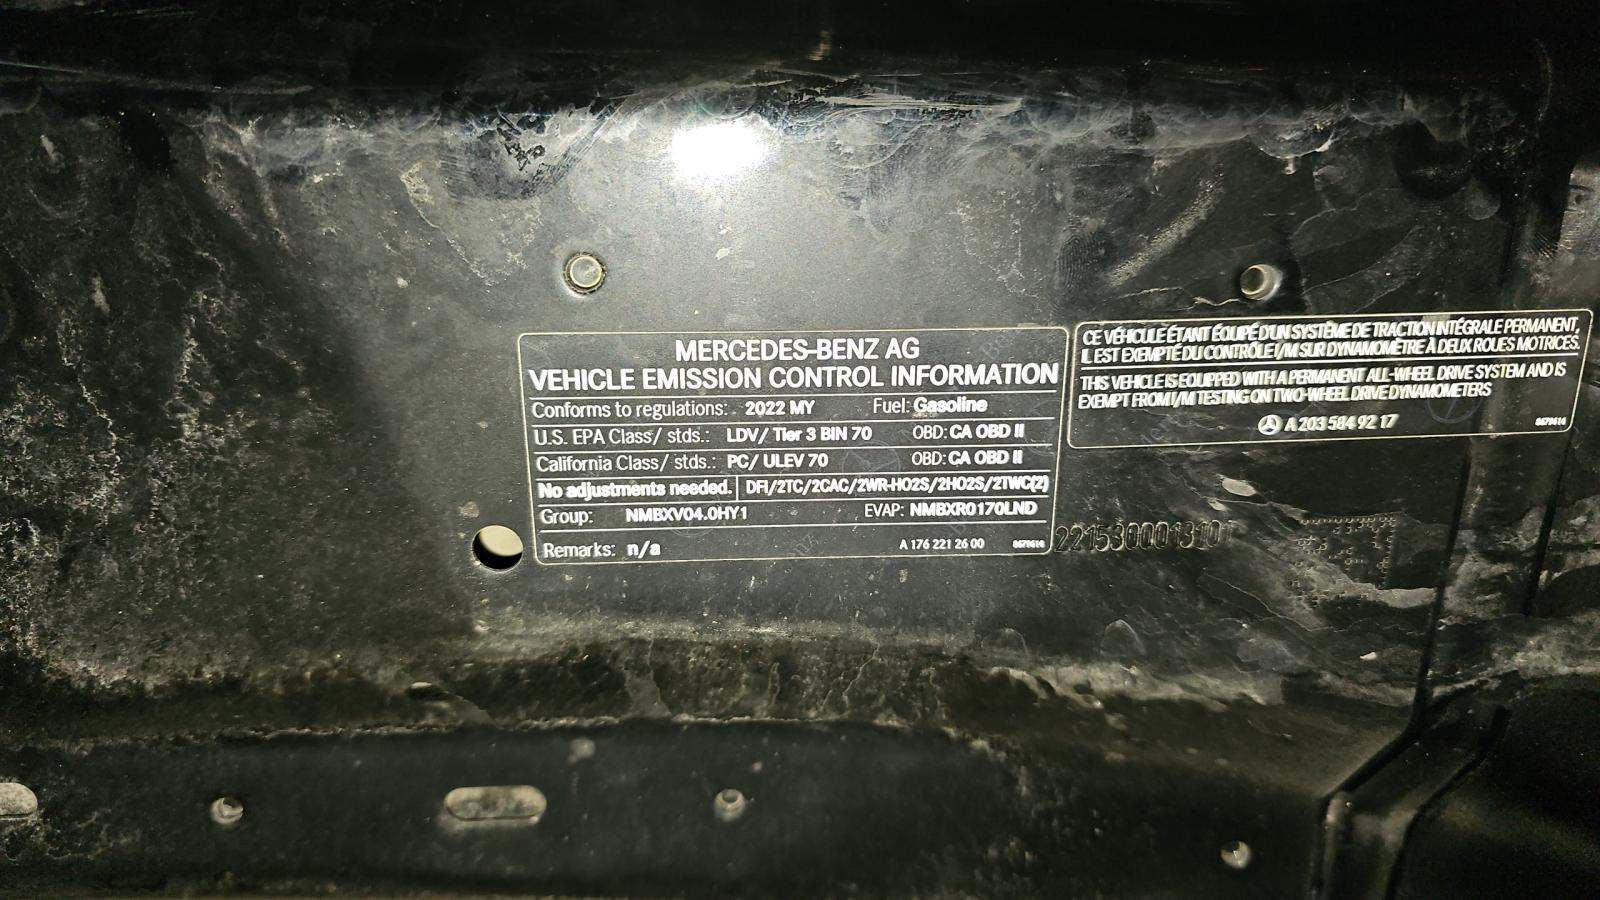 MERCEDES-BENZ AG
VEHICLE EMISSION CONTROL INFORMATION
Conforms to regulations: 2022 MY Fuel: Gasoline
U.S. EPA Class/ stds.: LDV/ Tier 3 BIN 70 OBD: CA OBD II
California Class/ stds.: PC/ ULEV 70 OBD: CA OBD II
No adjustments needed. DFI/2TC/2CAC/2WR-HO2S/2HO2S/2TWC(2)
Group: NMBXV04.0HY1 EVAP: NMBXR0170LND
Remarks: n/a A 176 221 26 00
CE VÉHICULE ÉTANT ÉQUIPÉ D'UN SYSTÈME DE TRACTION INTÉGRALE PERMANENT,
IL EST EXEMPTÉ DU CONTRÔLE I/M SUR DYNAMOMÈTRE À DEUX ROUES MOTRICES.
THIS VEHICLE IS EQUIPPED WITH A PERMANENT ALL-WHEEL DRIVE SYSTEM AND IS
EXEMPT FROM I/M TESTING ON TWO-WHEEL DRIVE DYNAMOMETERS
A 203 584 92 17